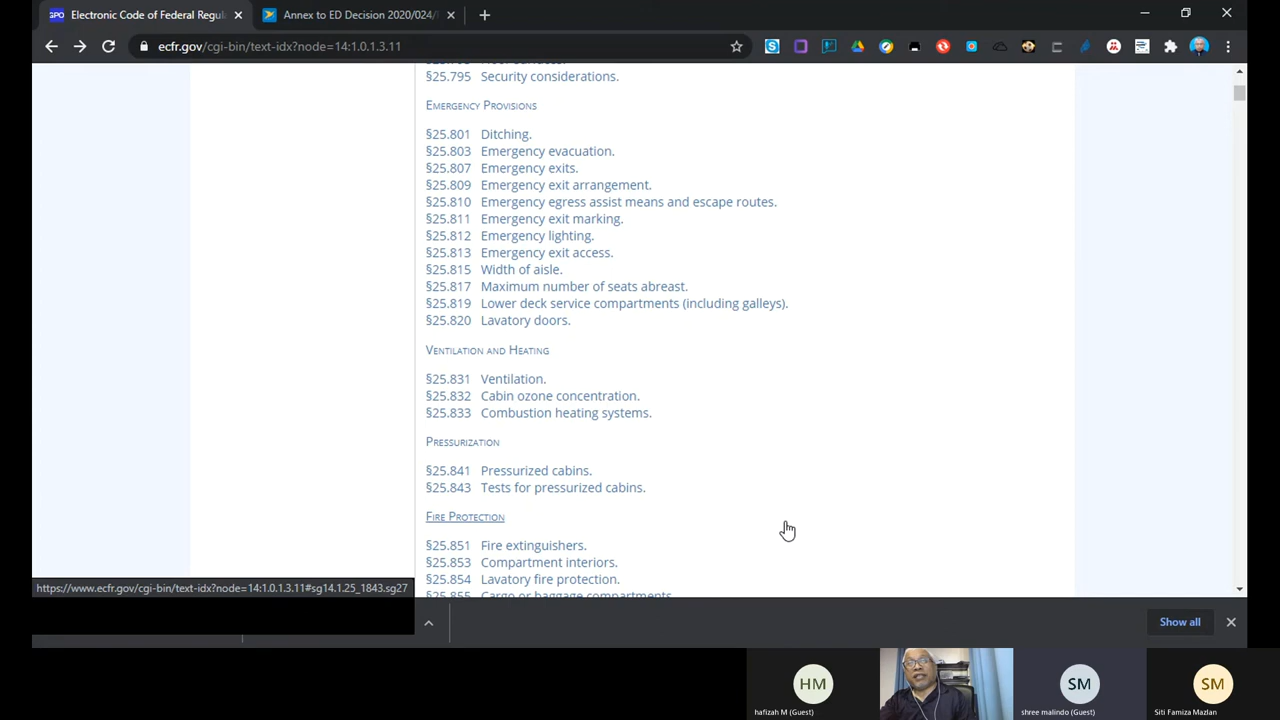 Electronic Code of Federal Regula
Annex to ED Decision 2020/024/
ecfr.gov/cgi-bin/text-idx?node=14:1.0.1.3.11
§25.795 Security considerations.
EMERGENCY PROVISIONS
§25.801 Ditching.
§25.803 Emergency evacuation.
§25.807 Emergency exits.
§25.809 Emergency exit arrangement.
§25.810 Emergency egress assist means and escape routes.
§25.811 Emergency exit marking.
§25.812 Emergency lighting.
§25.813 Emergency exit access.
§25.815 Width of aisle.
§25.817 Maximum number of seats abreast.
§25.819 Lower deck service compartments (including galleys).
§25.820 Lavatory doors.
VENTILATION AND HEATING
§25.831 Ventilation.
§25.832 Cabin ozone concentration.
§25.833 Combustion heating systems.
PRESSURIZATION
§25.841 Pressurized cabins.
§25.843 Tests for pressurized cabins.
FIRE PROTECTION
§25.851 Fire extinguishers.
§25.853 Compartment interiors.
§25.854 Lavatory fire protection.
§25.855 Cargo or baggage compartments.
https://www.ecfr.gov/cgi-bin/text-idx?node=14:1.0.1.3.11#sg14.1.25_1843.sg27
Show all
HM
SM
SM
hafizah M (Guest)
shree malindo (Guest)
Siti Famiza Mazlan